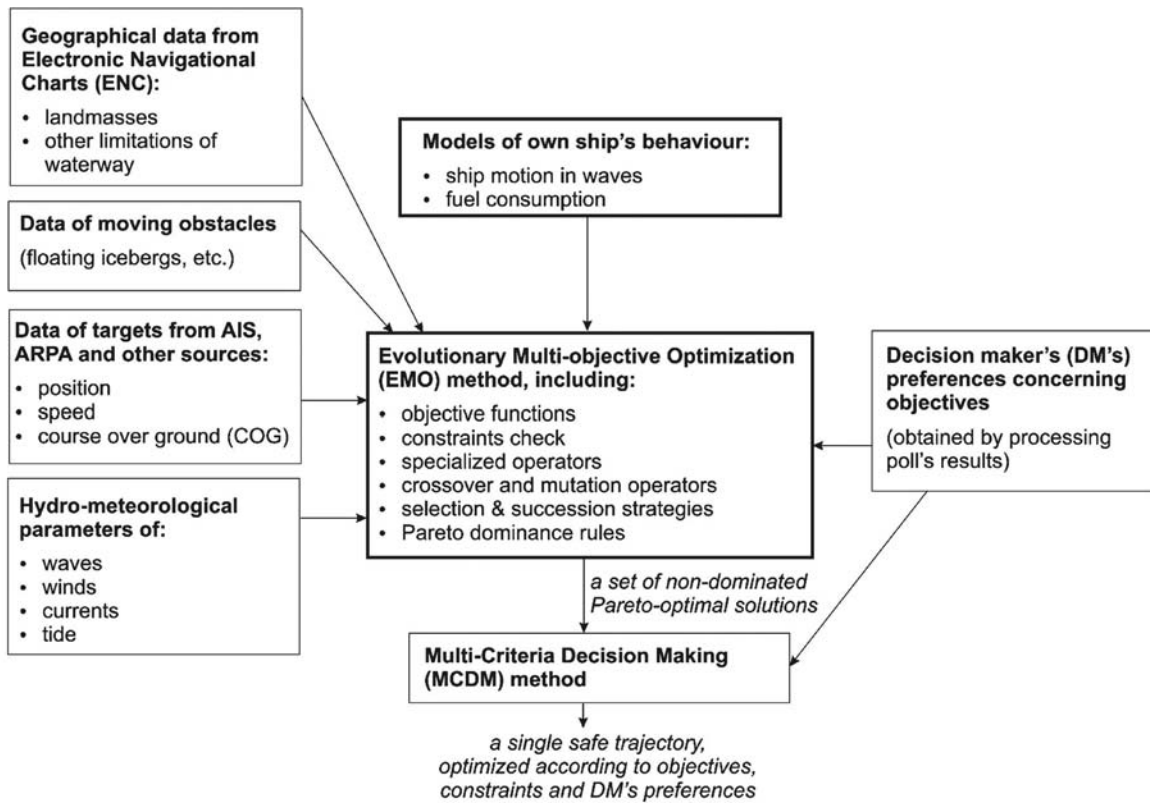 Geographical data from
Electronic Navigational
Charts (ENC):
• landmasses
• other limitations of
waterway
Models of own ship's behaviour:
• ship motion in waves
• fuel consumption
Data of moving obstacles
(floating icebergs, etc.)
Data of targets from AIS,
ARPA and other sources:
• position
• speed
• course over ground (COG)
Evolutionary Multi-objective Optimization
(EMO) method, including:
• objective functions
• constraints check
• specialized operators
• crossover and mutation operators
• selection & succession strategies
• Pareto dominance rules
Decision maker's (DM's)
preferences concerning
objectives
(obtained by processing
poll's results)
Hydro-meteorological
parameters of:
• waves
• winds
• currents
• tide
a set of non-dominated
Pareto-optimal solutions
Multi-Criteria Decision Making
(MCDM) method
a single safe trajectory,
optimized according to objectives,
constraints and DM's preferences